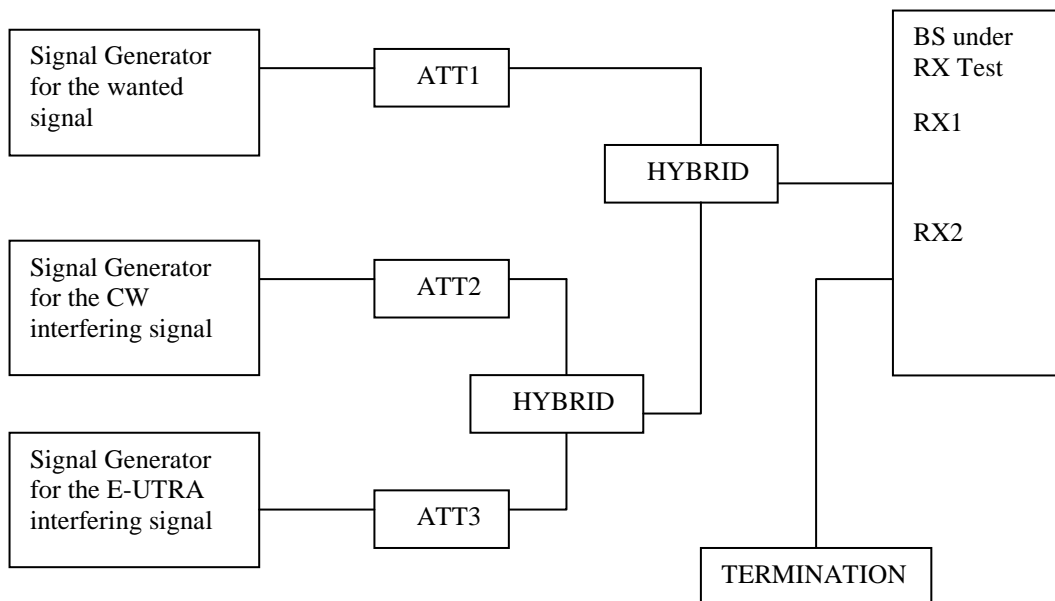 Signal Generator
for the wanted
signal
ATT1
HYBRID
BS under
RX Test
RX1
RX2
Signal Generator
for the CW
interfering signal
ATT2
HYBRID
Signal Generator
for the E-UTRA
interfering signal
ATT3
TERMINATION